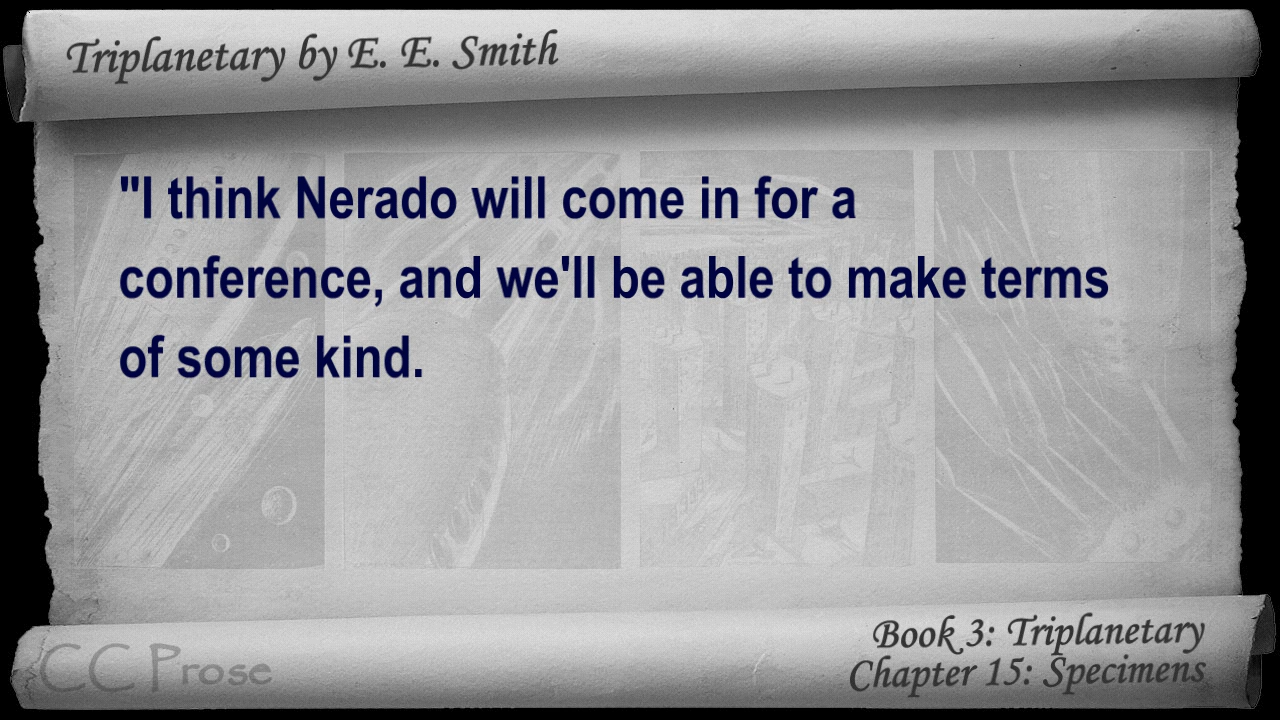 Triplanetary by E. E. Smith
"I think Nerado will come in for a
conference, and we'll be able to make terms
of some kind.
Book 3: Triplanetary
Chapter 15: Specimens
CC Prose